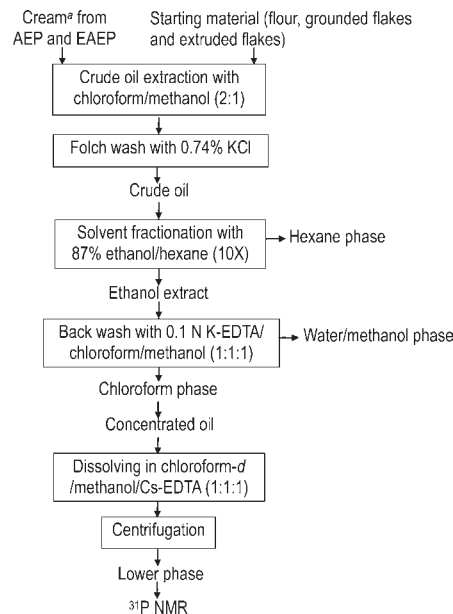 Creamᵃ from
AEP and EAEP
Starting material (flour, grounded flakes
and extruded flakes)
Crude oil extraction with
chloroform/methanol (2:1)
Folch wash with 0.74% KCl
Crude oil
Solvent fractionation with
87% ethanol/hexane (10X)
Hexane phase
Ethanol extract
Back wash with 0.1 N K-EDTA/
chloroform/methanol (1:1:1)
Water/methanol phase
Chloroform phase
Concentrated oil
Dissolving in chloroform-d
/methanol/Cs-EDTA (1:1:1)
Centrifugation
Lower phase
³¹P NMR